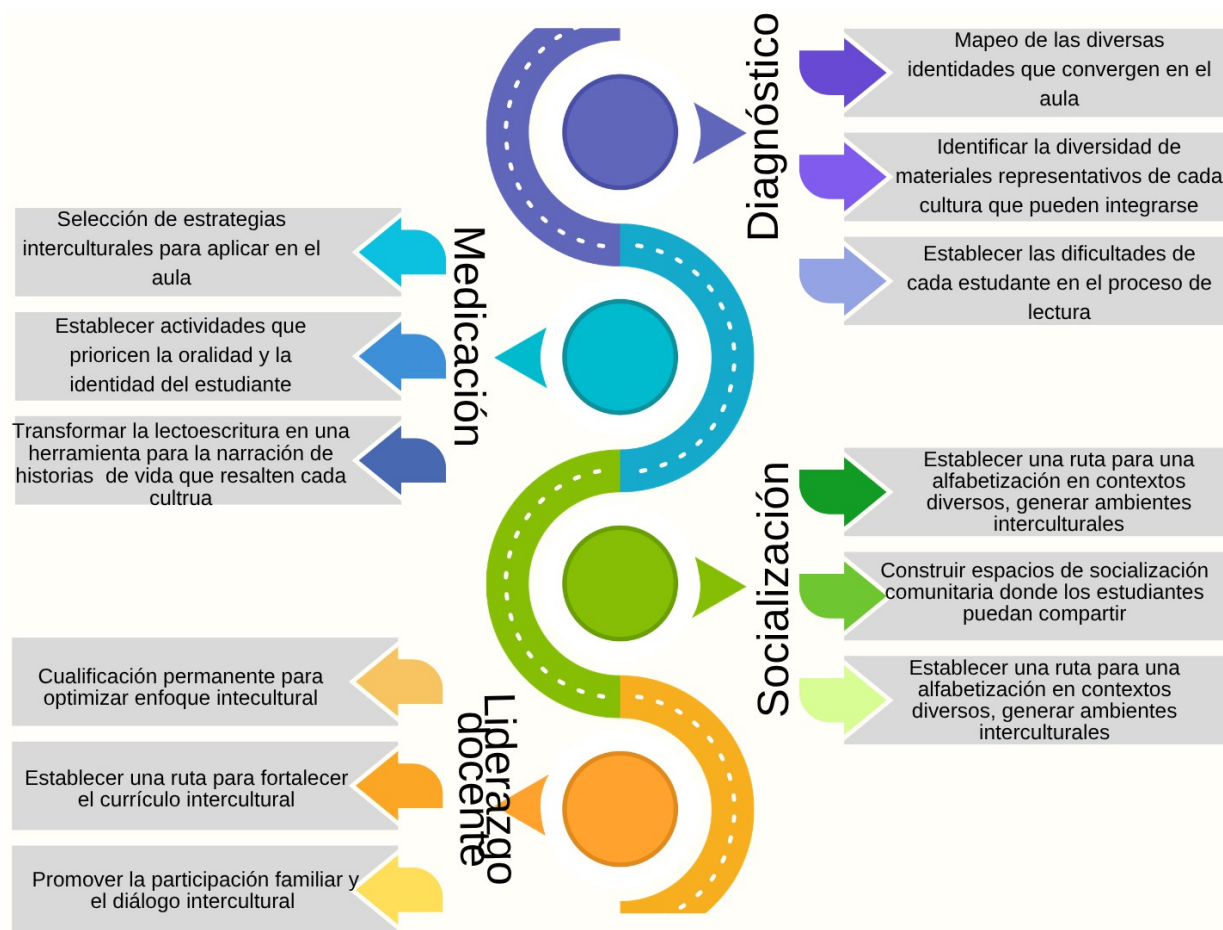 Diagnóstico
Mapeo de las diversas
identidades que convergen en el
aula
Identificar la diversidad de
materiales representativos de cada
cultura que pueden integrarse
Establecer las dificultades de
cada estudiante en el proceso de
lectura
Medicación
Selección de estrategias
interculturales para aplicar en el
aula
Establecer actividades que
prioricen la oralidad y la
identidad del estudiante
Transformar la lectoescritura en una
herramienta para la narración de
historias de vida que resalten cada
cultrua
Socialización
Establecer una ruta para una
alfabetización en contextos
diversos, generar ambientes
interculturales
Construir espacios de socialización
comunitaria donde los estudiantes
puedan compartir
Establecer una ruta para una
alfabetización en contextos
diversos, generar ambientes
interculturales
Liderazgo
docente
Cualificación permanente para
optimizar enfoque intecultural
Establecer una ruta para fortalecer
el currículo intercultural
Promover la participación familiar y
el diálogo intercultural